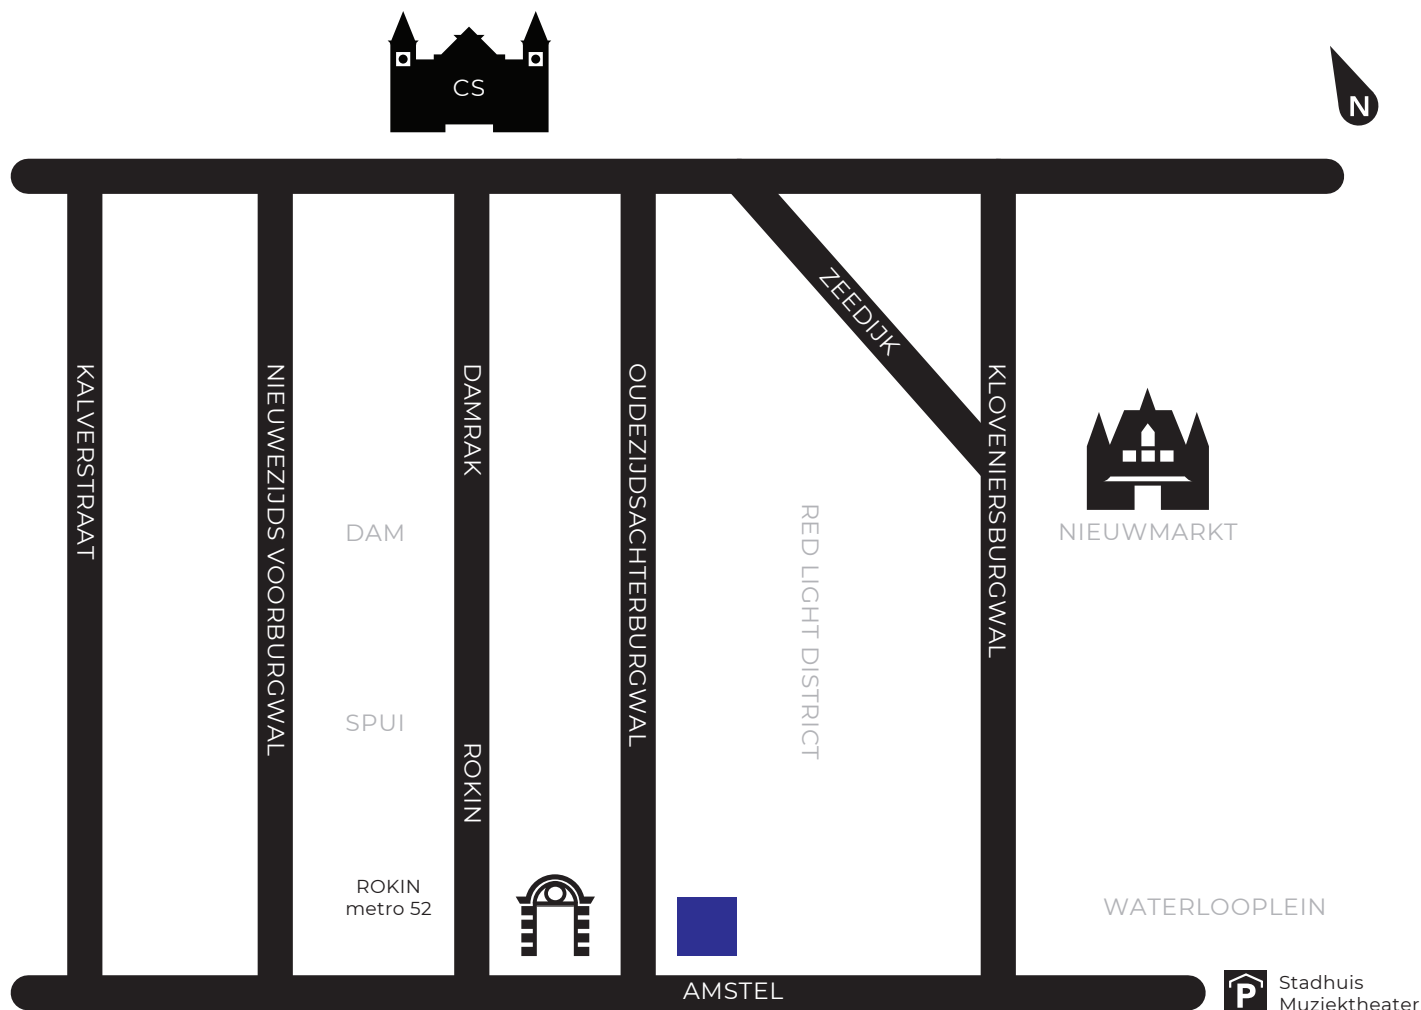 CS
N
ZEEDIJK
KALVERSTRAAT
NIEUWEZIJDS VOORBURGWAL
DAMRAK
OUDEZIJDSACHTERBURGWAL
KLOVENIERSBURGWAL
DAM
RED LIGHT DISTRICT
NIEUWMARKT
SPUI
ROKIN
ROKIN
metro 52
WATERLOOPLEIN
AMSTEL
P
Stadhuis
Muziektheater